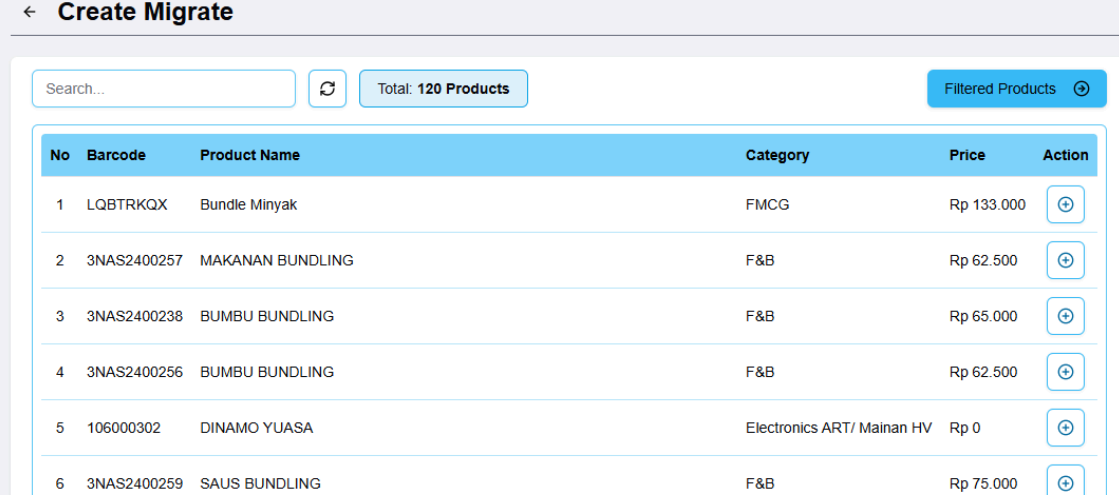 Create Migrate
Search... Total: 120 Products Filtered Products
No Barcode Product Name Category Price Action
1 LQBTRKQX Bundle Minyak FMCG Rp 133.000
2 3NAS2400257 MAKANAN BUNDLING F&B Rp 62.500
3 3NAS2400238 BUMBU BUNDLING F&B Rp 65.000
4 3NAS2400256 BUMBU BUNDLING F&B Rp 62.500
5 106000302 DINAMO YUASA Electronics ART/ Mainan HV Rp 0
6 3NAS2400259 SAUS BUNDLING F&B Rp 75.000